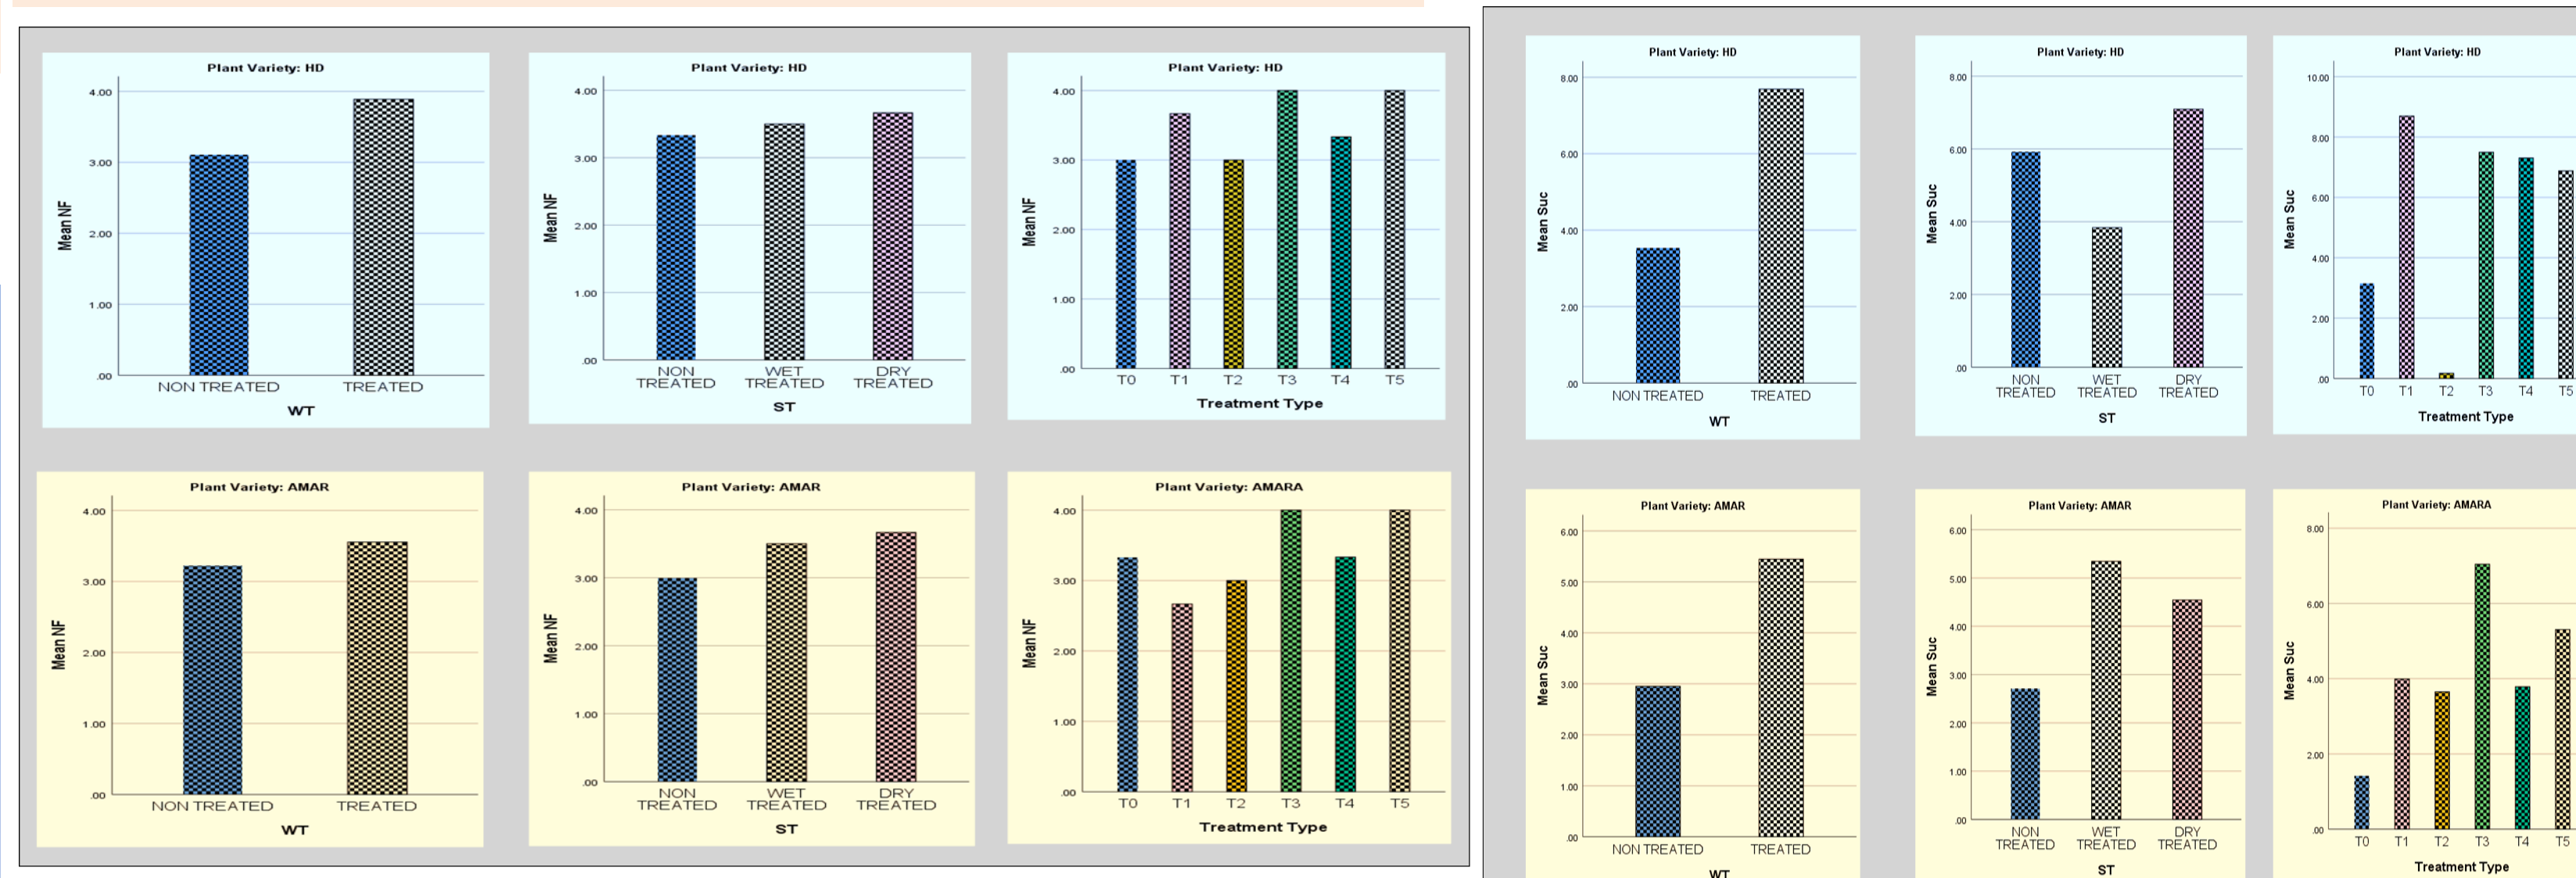 Plant Variety: HD
4.00
3.00
2.00
1.00
.00
Mean NF
NON TREATED TREATED
WT
Plant Variety: HD
4.00
3.00
2.00
1.00
.00
Mean NF
NON WET DRY
TREATED TREATED TREATED
ST
Plant Variety: HD
4.00
3.00
2.00
1.00
.00
Mean NF
T0 T1 T2 T3 T4 T5
Treatment Type
Plant Variety: AMAR
4.00
3.00
2.00
1.00
.00
Mean NF
NON TREATED TREATED
WT
Plant Variety: AMAR
4.00
3.00
2.00
1.00
.00
Mean NF
NON WET DRY
TREATED TREATED TREATED
ST
Plant Variety: AMARA
4.00
3.00
2.00
1.00
.00
Mean NF
T0 T1 T2 T3 T4 T5
Treatment Type
Plant Variety: HD
8.00
6.00
4.00
2.00
.00
Mean Suc
NON TREATED TREATED
WT
Plant Variety: HD
8.00
6.00
4.00
2.00
.00
Mean Suc
NON WET DRY
TREATED TREATED TREATED
ST
Plant Variety: HD
10.00
8.00
6.00
4.00
2.00
.00
Mean Suc
T0 T1 T2 T3 T4 T5
Treatment Type
Plant Variety: AMAR
6.00
5.00
4.00
3.00
2.00
1.00
.00
Mean Suc
NON TREATED TREATED
WT
Plant Variety: AMAR
6.00
5.00
4.00
3.00
2.00
1.00
.00
Mean Suc
NON WET DRY
TREATED TREATED TREATED
ST
Plant Variety: AMARA
8.00
6.00
4.00
2.00
.00
Mean Suc
T0 T1 T2 T3 T4 T5
Treatment Type